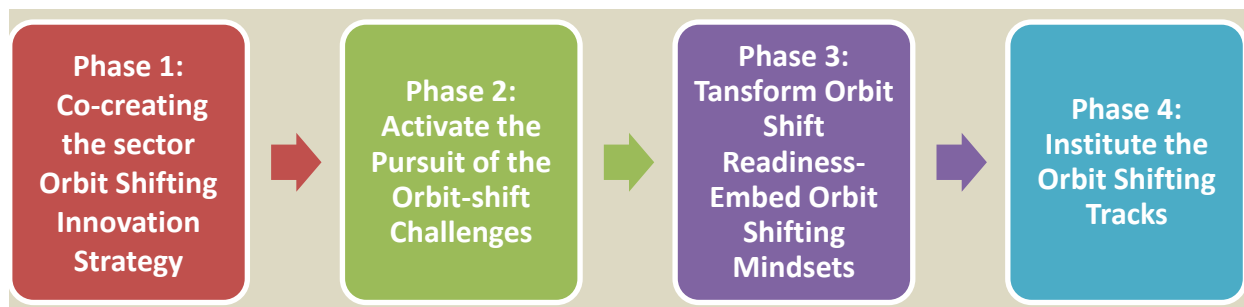 Phase 1:
Co-creating
the sector
Orbit Shifting
Innovation
Strategy
Phase 2:
Activate the
Pursuit of the
Orbit-shift
Challenges
Phase 3:
Tansform Orbit
Shift
Readiness-
Embed Orbit
Shifting
Mindsets
Phase 4:
Institute the
Orbit Shifting
Tracks